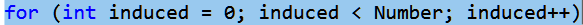 for (int induced = 0; induced < Number; induced++)